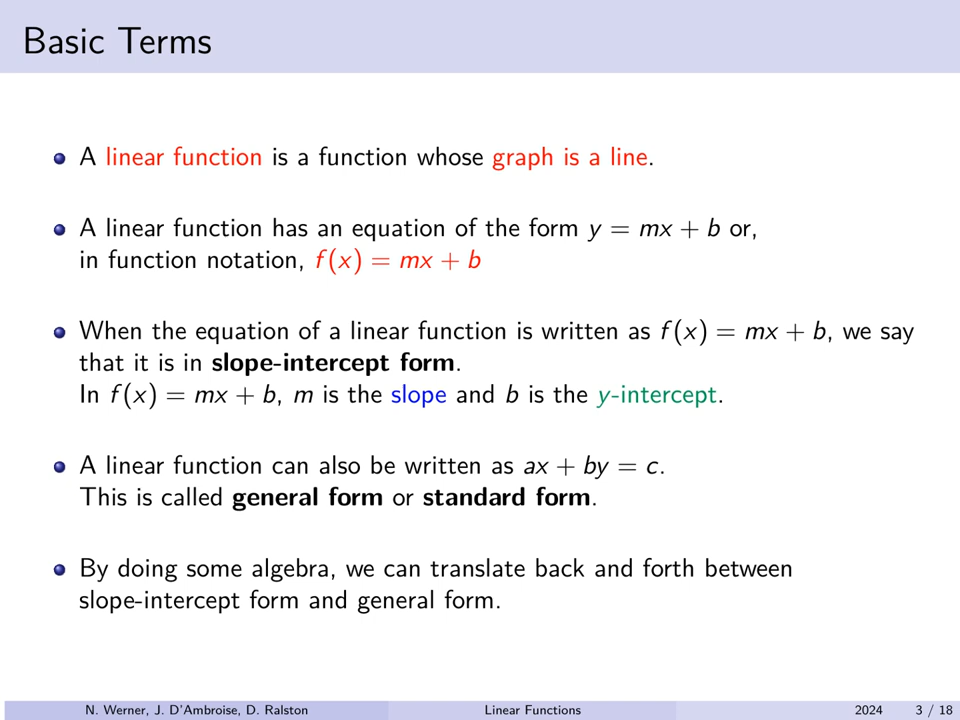 Basic Terms
A linear function is a function whose graph is a line.
A linear function has an equation of the form y = mx + b or,
in function notation, f(x) = mx + b
When the equation of a linear function is written as f(x) = mx + b, we say
that it is in slope-intercept form.
In f(x) = mx + b, m is the slope and b is the y-intercept.
A linear function can also be written as ax + by = c.
This is called general form or standard form.
By doing some algebra, we can translate back and forth between
slope-intercept form and general form.
N. Werner, J. D'Ambroise, D. Ralston Linear Functions 2024 3 / 18